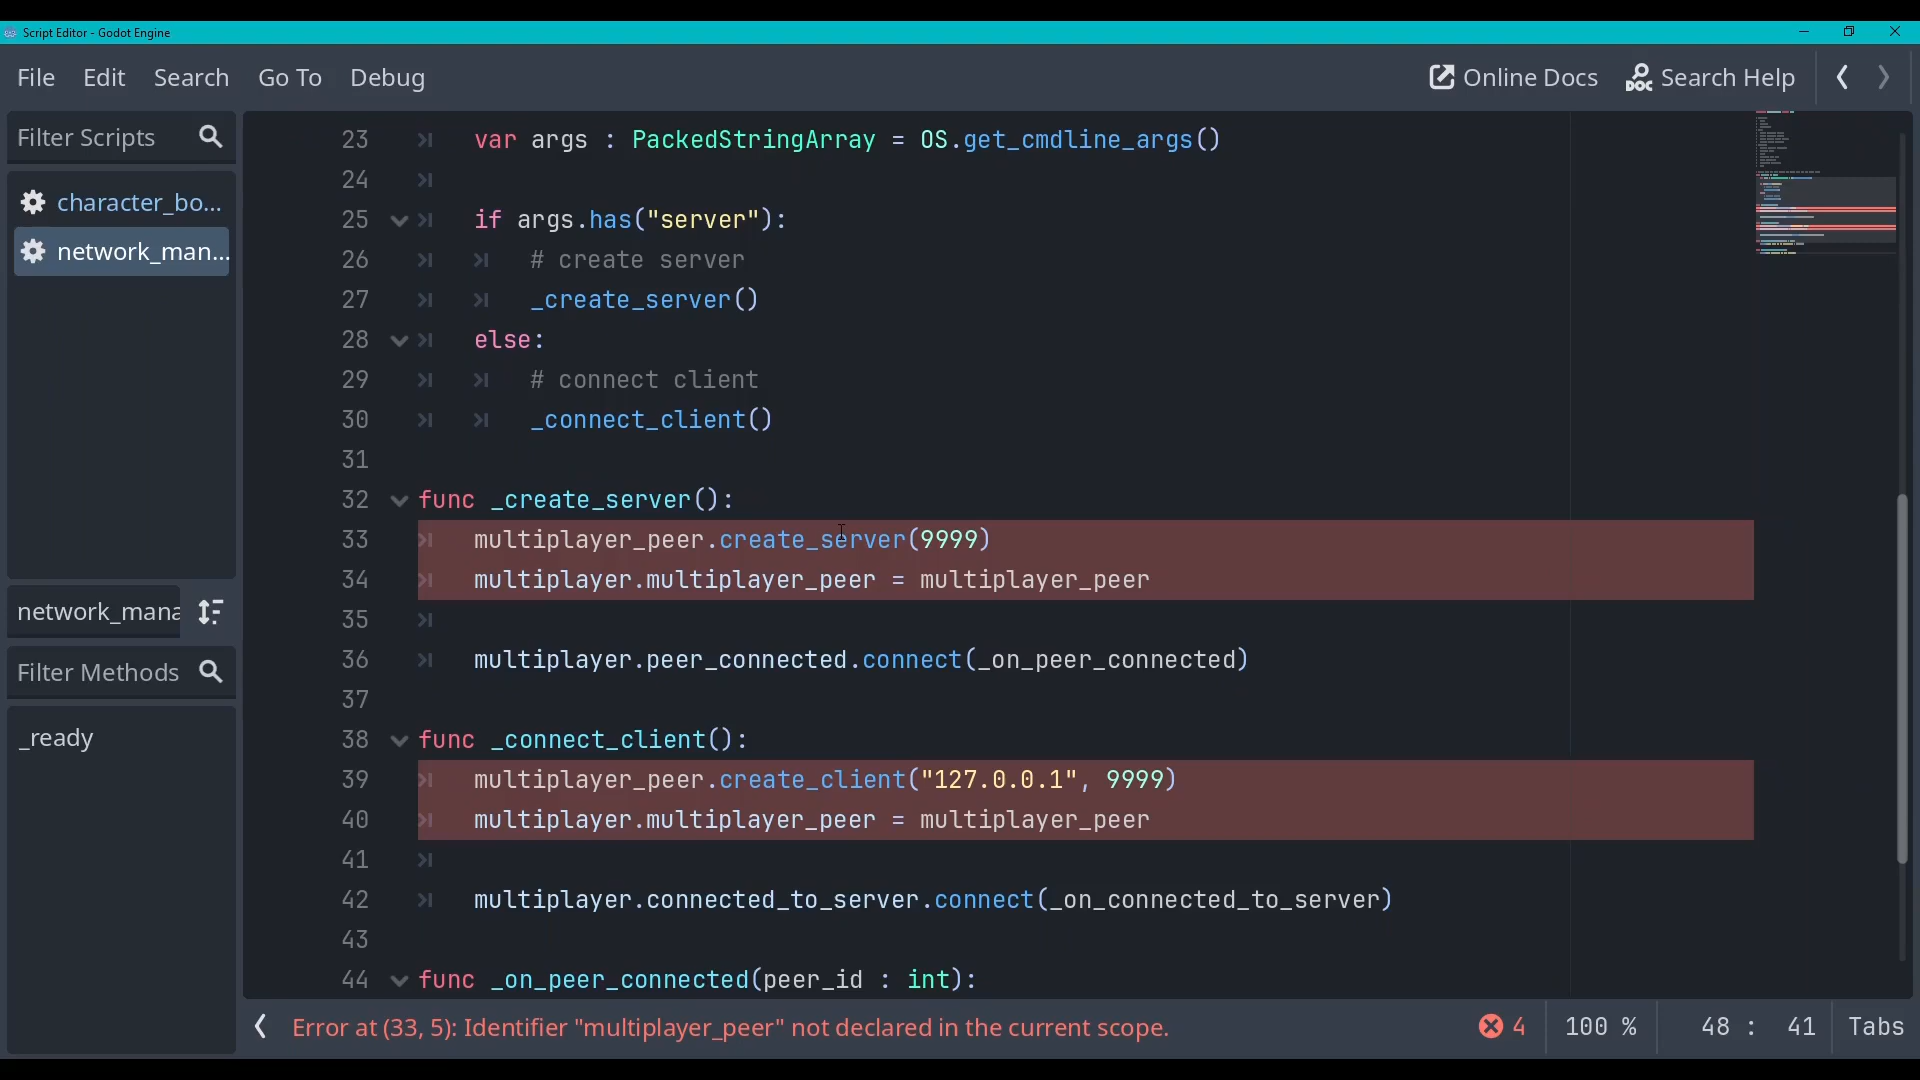 Script Editor - Godot Engine
File Edit Search Go To Debug
Online Docs
DOC Search Help
Filter Scripts
character_bo...
network_man...
network_mana
Filter Methods
_ready
23 var args : PackedStringArray = OS.get_cmdline_args()
24
25 if args.has("server"):
26 # create server
27 _create_server()
28 else:
29 # connect client
30 _connect_client()
31
32 func _create_server():
33 multiplayer_peer.create_server(9999)
34 multiplayer.multiplayer_peer = multiplayer_peer
35
36 multiplayer.peer_connected.connect(_on_peer_connected)
37
38 func _connect_client():
39 multiplayer_peer.create_client("127.0.0.1", 9999)
40 multiplayer.multiplayer_peer = multiplayer_peer
41
42 multiplayer.connected_to_server.connect(_on_connected_to_server)
43
44 func _on_peer_connected(peer_id : int):
Error at (33, 5): Identifier "multiplayer_peer" not declared in the current scope.
4 100 % 48 : 41 Tabs